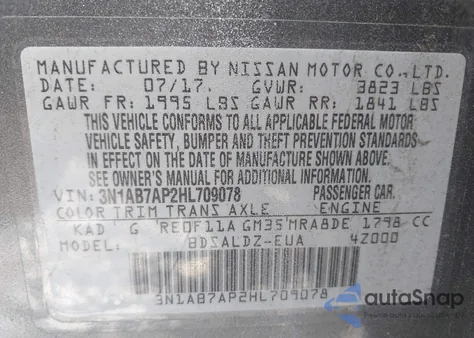 MANUFACTURED BY NISSAN MOTOR CO.,LTD.
DATE: 07/17. GVWR: 3823 LBS
GAWR FR: 1995 LBS GAWR RR: 1841 LBS
THIS VEHICLE CONFORMS TO ALL APPLICABLE FEDERAL MOTOR
VEHICLE SAFETY, BUMPER AND THEFT PREVENTION STANDARDS
IN EFFECT ON THE DATE OF MANUFACTURE SHOWN ABOVE.
SEE OWNER'S MANUAL FOR ADDITIONAL INFORMATION.
VIN: 3N1AB7AP2HL709078 PASSENGER CAR.
COLOR TRIM TRANS AXLE ENGINE
KAD G RE0F11A GM35 MRA8DE 1798 CC
MODEL: BDSALDZ-EUA 4Z000
3N1AB7AP2HL709078
autoSnap